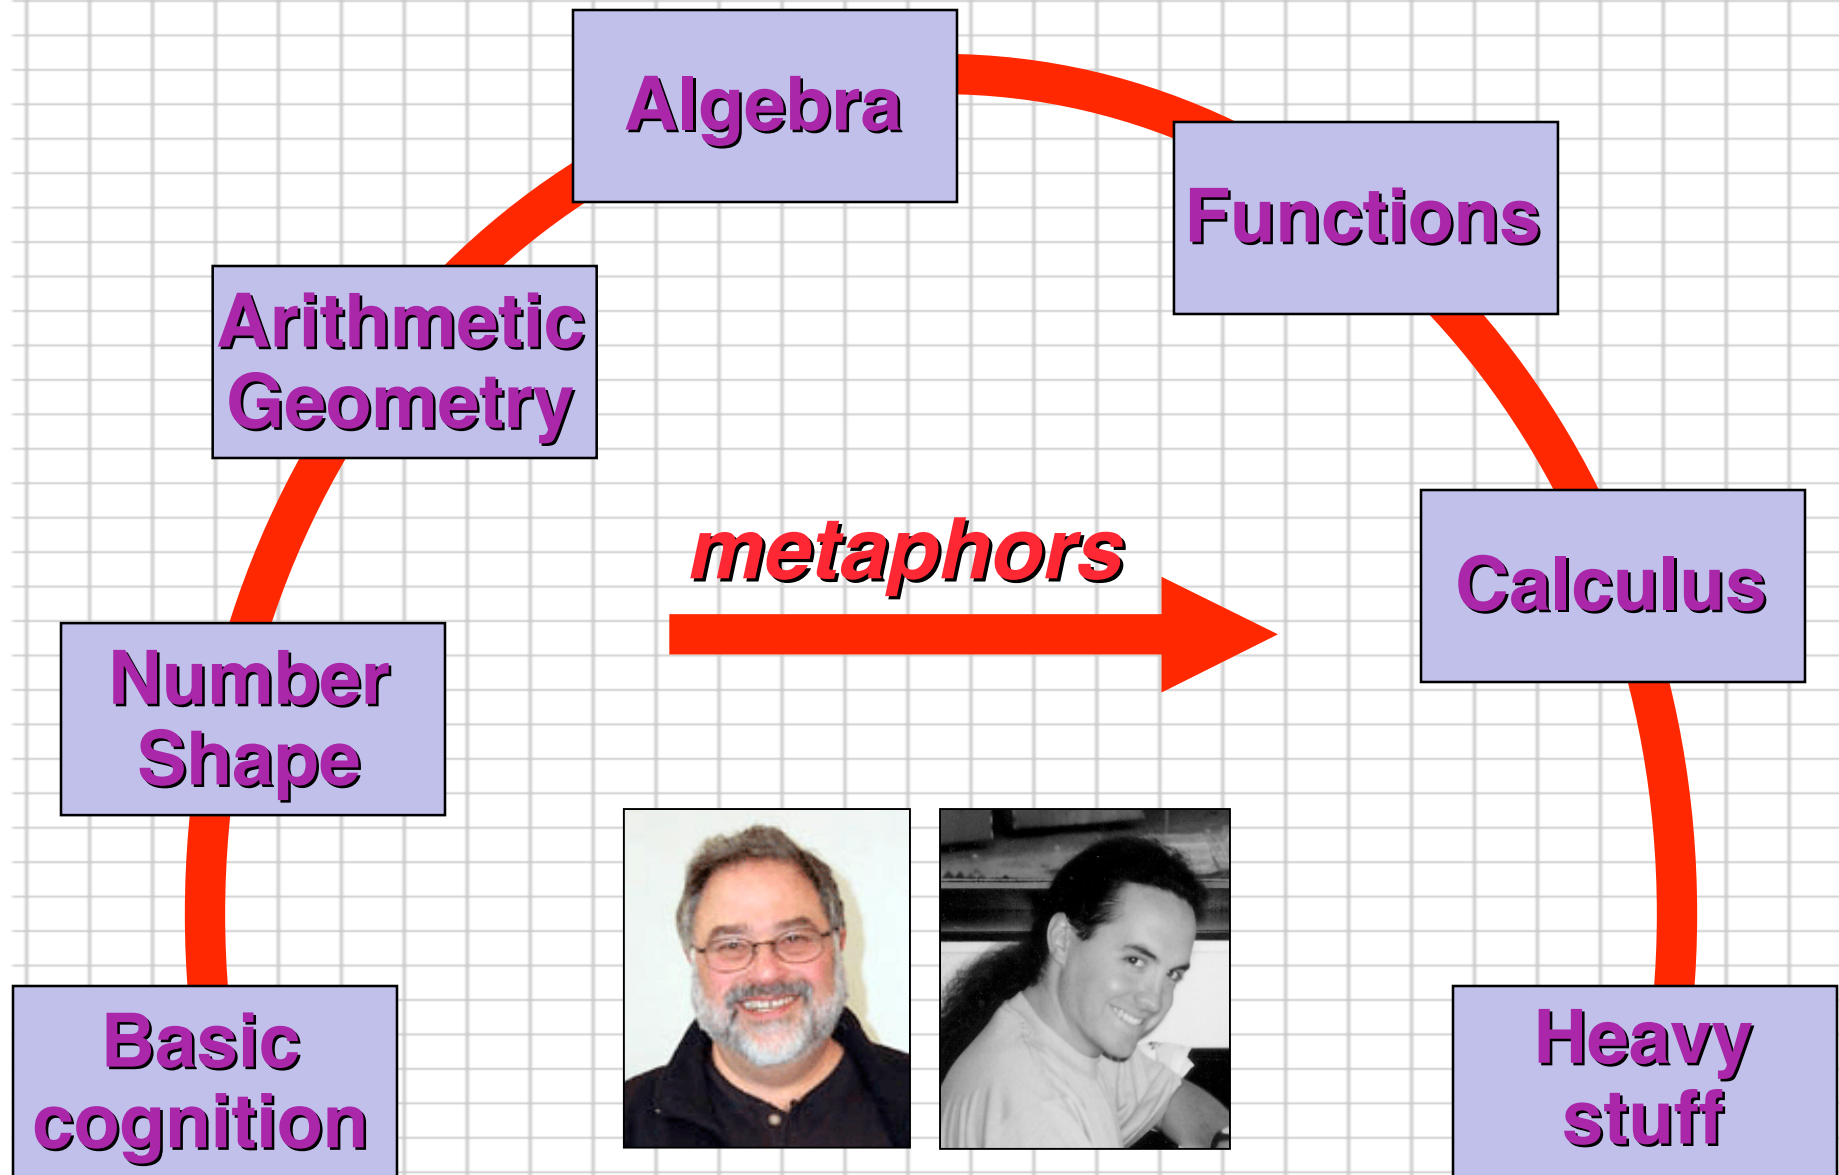 Algebra
Functions
Arithmetic
Geometry
metaphors
Calculus
Number
Shape
Basic
cognition
Heavy
stuff